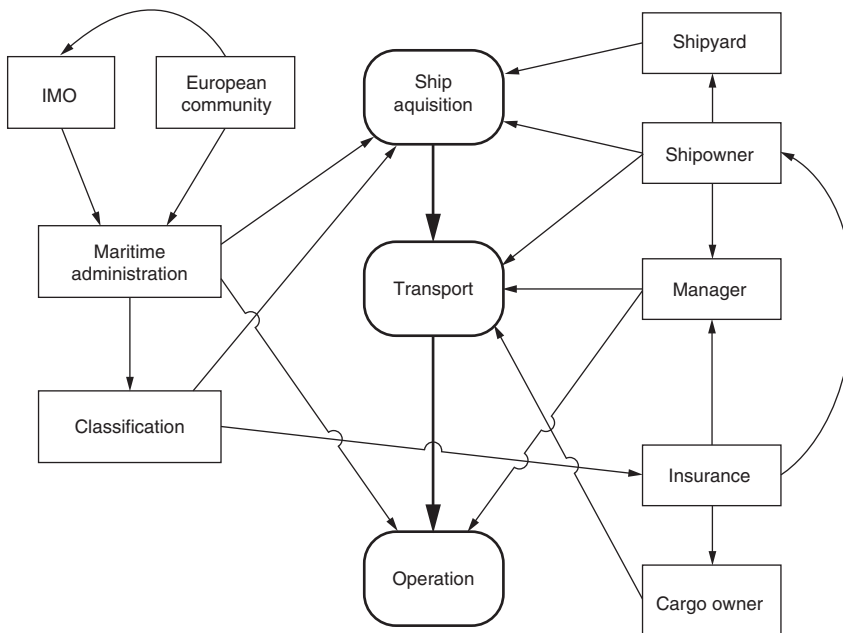 IMO
European
community
Ship
aquisition
Shipyard
Shipowner
Maritime
administration
Transport
Manager
Classification
Insurance
Operation
Cargo owner